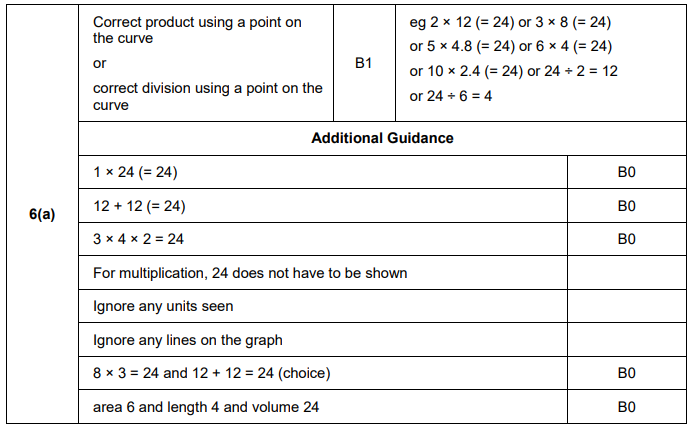 Correct product using a point on
the curve
or
correct division using a point on the
curve
B1
eg 2 × 12 (= 24) or 3 × 8 (= 24)
or 5 × 4.8 (= 24) or 6 × 4 (= 24)
or 10 × 2.4 (= 24) or 24 ÷ 2 = 12
or 24 ÷ 6 = 4
Additional Guidance
6(a)
1 × 24 (= 24) B0
12 + 12 (= 24) B0
3 × 4 × 2 = 24 B0
For multiplication, 24 does not have to be shown
Ignore any units seen
Ignore any lines on the graph
8 × 3 = 24 and 12 + 12 = 24 (choice) B0
area 6 and length 4 and volume 24 B0